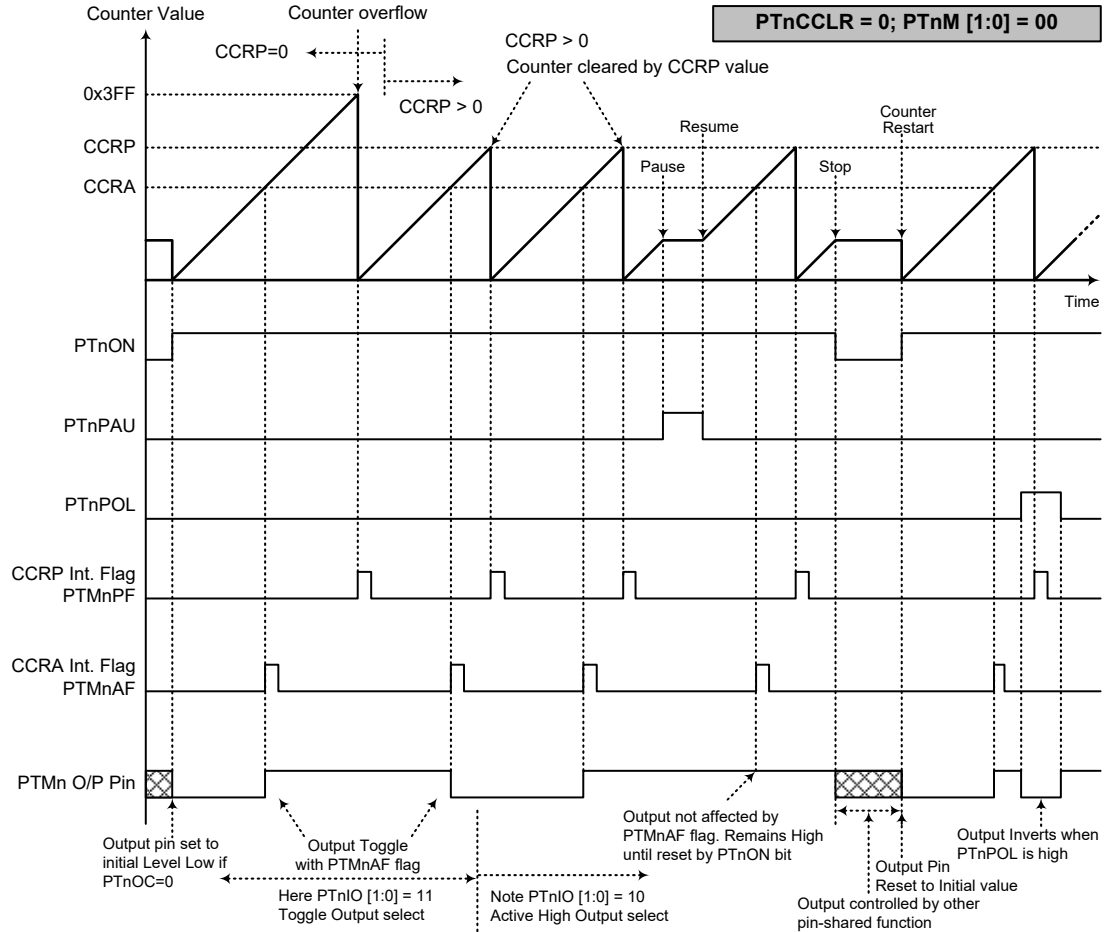 Counter Value
Counter overflow
PTnCCLR = 0; PTnM [1:0] = 00
CCRP=0
CCRP > 0
CCRP > 0
Counter cleared by CCRP value
0x3FF
CCRP
CCRA
Pause
Resume
Stop
Counter
Restart
Time
PTnON
PTnPAU
PTnPOL
CCRP Int. Flag
PTMnPF
CCRA Int. Flag
PTMnAF
PTMn O/P Pin
Output pin set to
initial Level Low if
PTnOC=0
Output Toggle
with PTMnAF flag
Here PTnIO [1:0] = 11
Toggle Output select
Note PTnIO [1:0] = 10
Active High Output select
Output not affected by
PTMnAF flag. Remains High
until reset by PTnON bit
Output controlled by other
pin-shared function
Output Pin
Reset to Initial value
Output Inverts when
PTnPOL is high